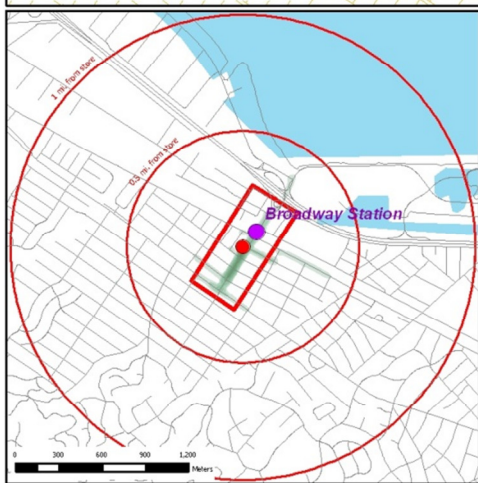 1 mi. from store
0.5 mi. from store
Broadway Station
0 300 600 900 1,200
Meters